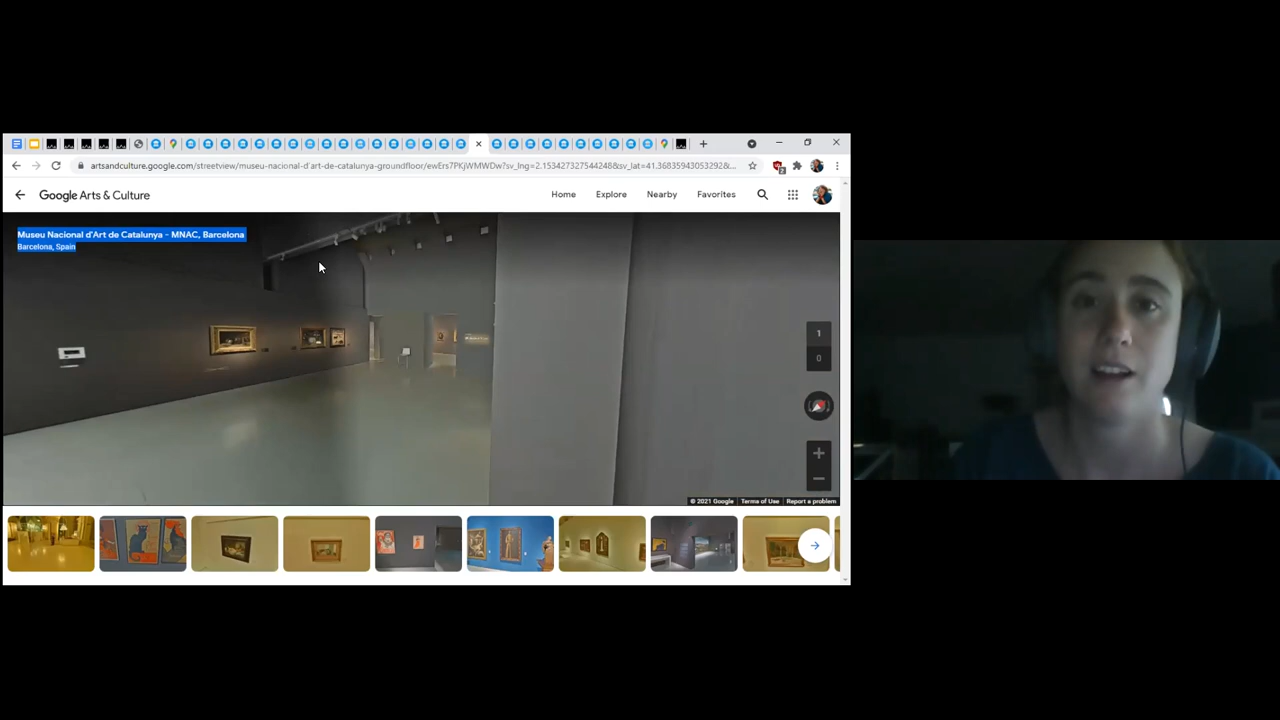 artsandculture.google.com/streetview/museu-nacional-d'art-de-catalunya-groundfloor/ewErs7PKjWMWDw?sv_lng=2.153427327544248&sv_lat=41.36835943053292&...
Google Arts & Culture
Home
Explore
Nearby
Favorites
Museu Nacional d'Art de Catalunya - MNAC, Barcelona
Barcelona, Spain
1
0
© 2021 Google
Terms of Use
Report a problem